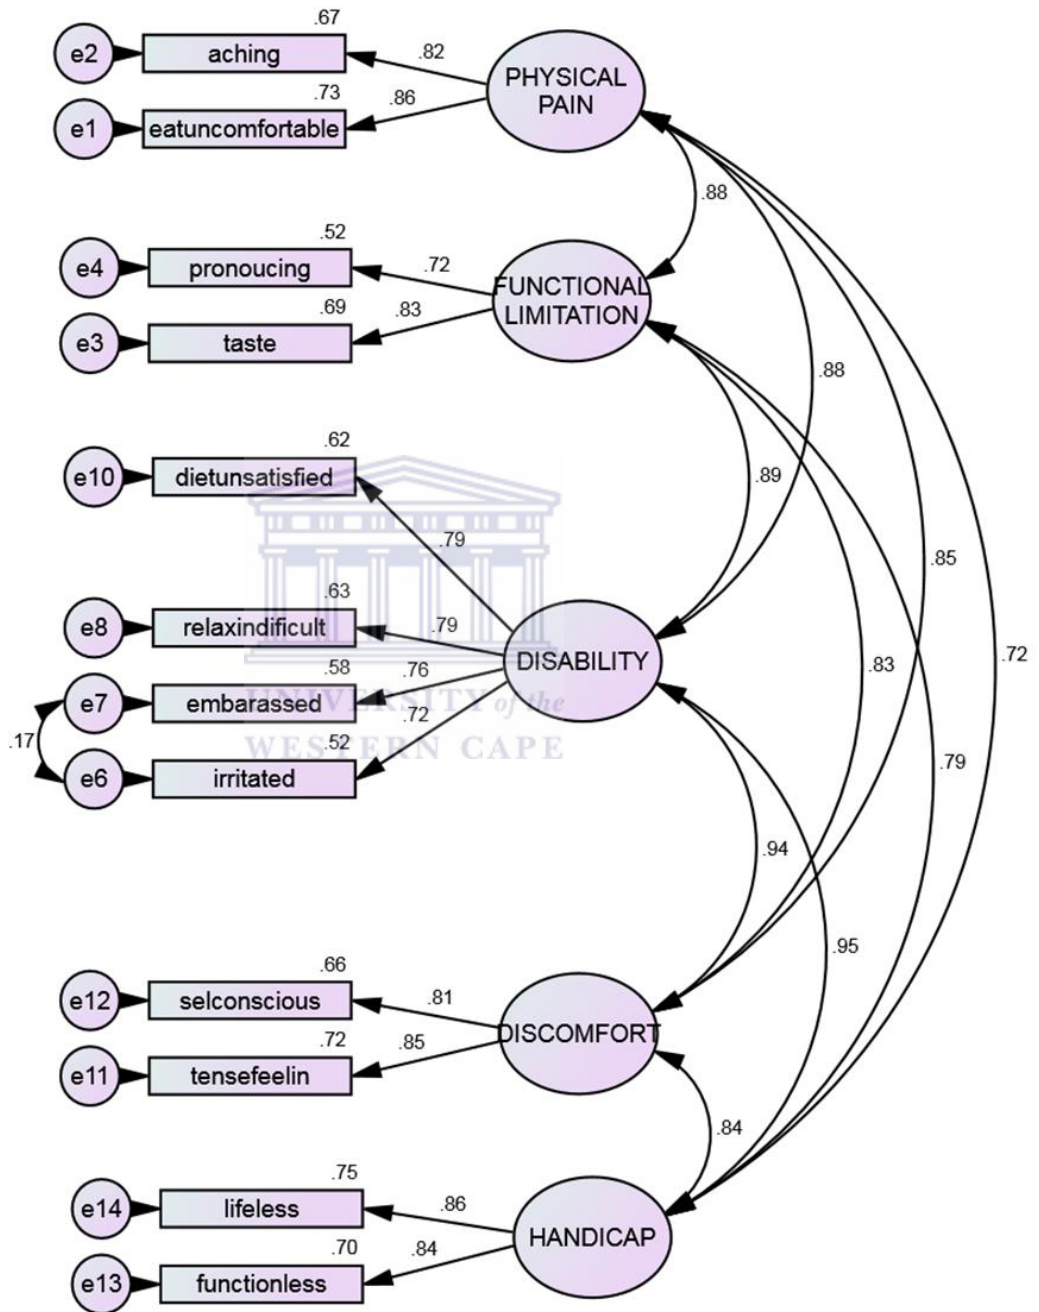 .67
e2 aching .82 PHYSICAL
PAIN
.73
e1 eatuncomfortable .86
.88
.52
e4 pronoucing .72 FUNCTIONAL
LIMITATION
.69
e3 taste .83
.88
.62
e10 dietunsatisfied
.89
.79
.85
.63
e8 relaxindificult .79
DISABILITY
.83
.72
.58
e7 embarassed .76
.17
.52
e6 irritated .72
.79
UNIVERSITY of the
WESTERN CAPE
.94
.95
.66
e12 selconscious .81
DISCOMFORT
.72
e11 tensefeelin .85
.84
.75
e14 lifeless .86
HANDICAP
.70
e13 functionless .84